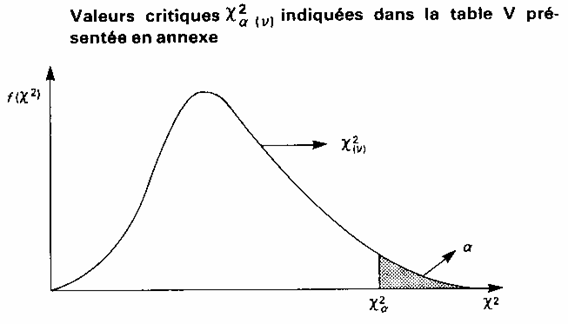 Valeurs critiques χ²α (ν) indiquées dans la table V pré-
sentée en annexe
f(χ²)
χ²(ν)
α
χ²α
χ²